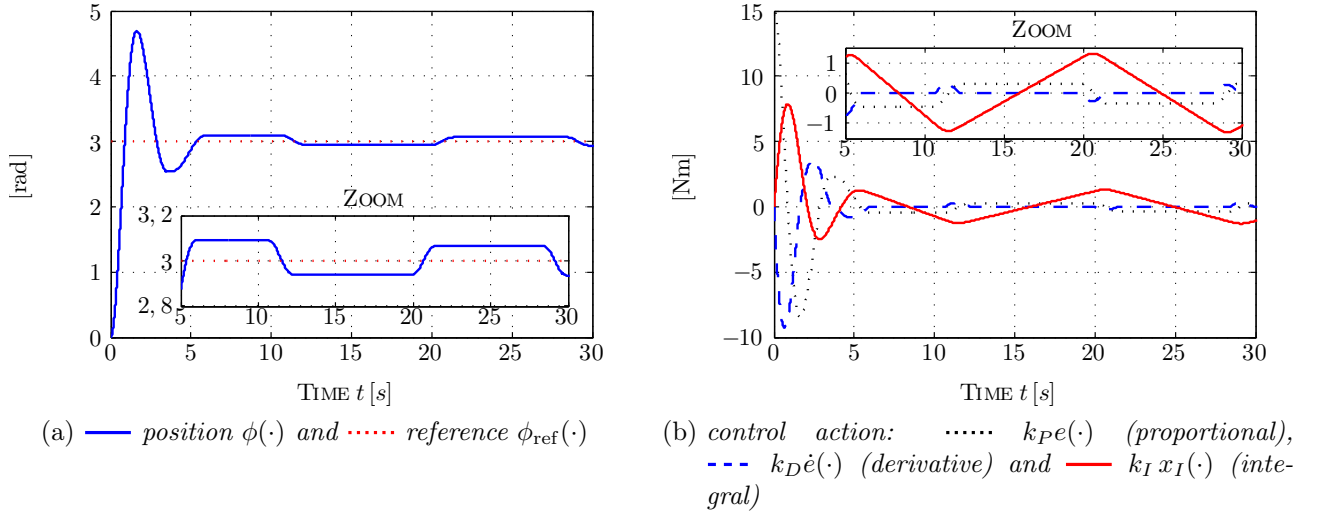 5
4
3
2
1
0
[rad]
ZOOM
3, 2
3
2, 8
5 10 15 20 25 30
0 5 10 15 20 25 30
TIME t [s]
(a) position ϕ(·) and reference ϕref(·)
15
10
5
0
−5
−10
[Nm]
ZOOM
1
0
−1
5 10 15 20 25 30
0 5 10 15 20 25 30
TIME t [s]
(b) control action: kP e(·) (proportional),
kD ė(·) (derivative) and kI xI(·) (inte-
gral)